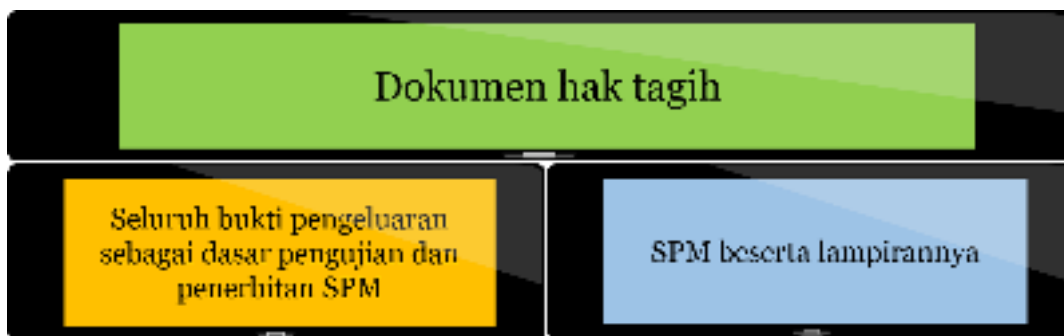 Dokumen hak tagih
Seluruh bukti pengeluaran
sebagai dasar pengujian dan
penerbitan SPM
SPM beserta lampirannya